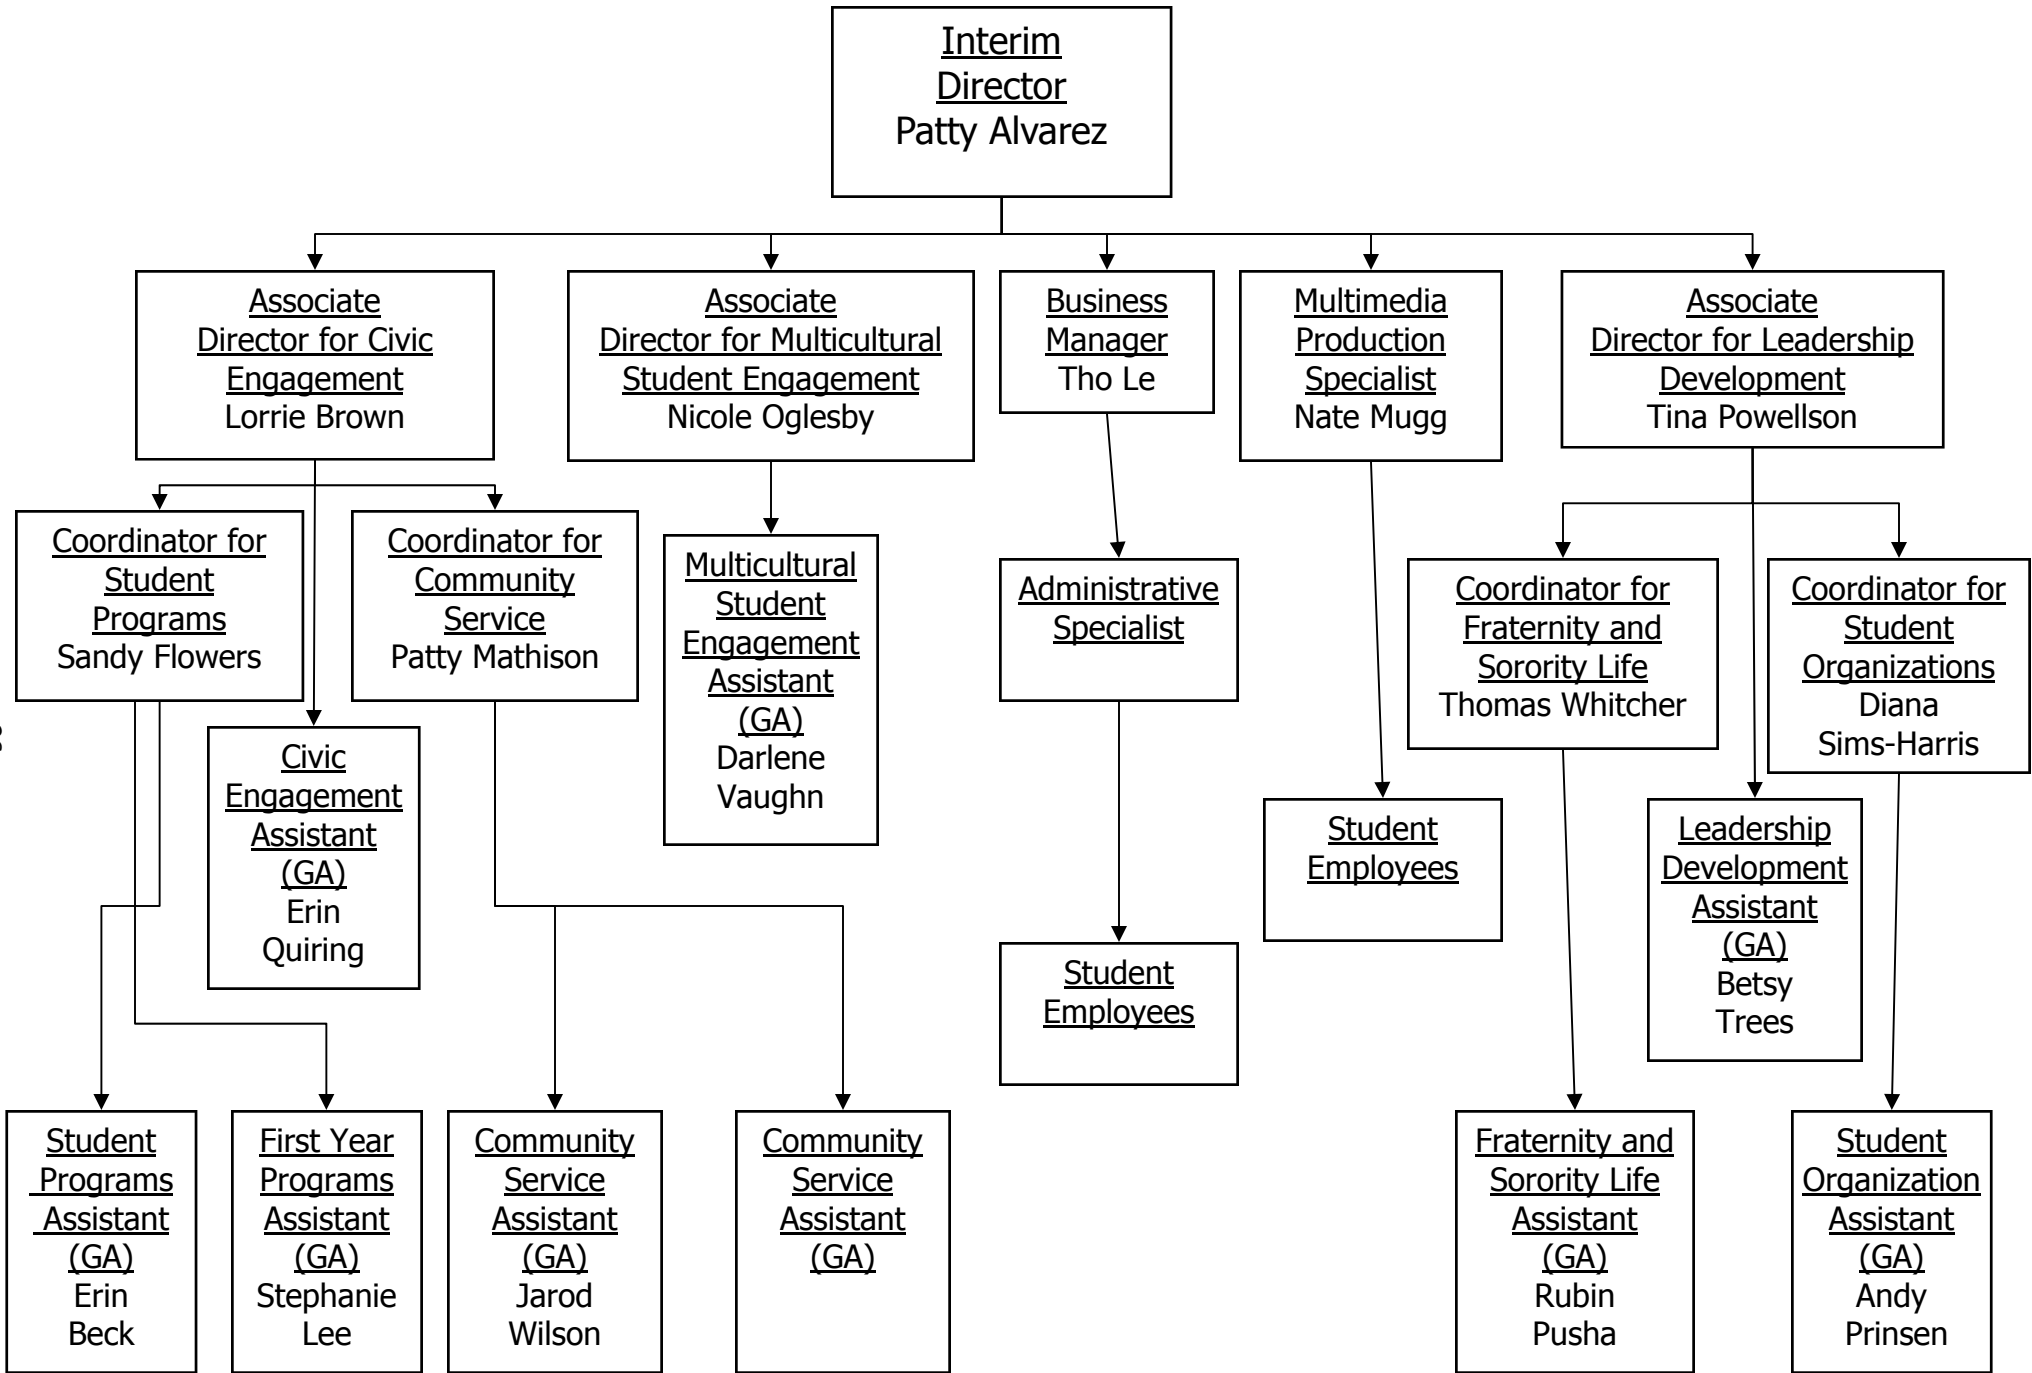 Interim
Director
Patty Alvarez
Associate
Director for Civic
Engagement
Lorrie Brown
Associate
Director for Multicultural
Student Engagement
Nicole Oglesby
Business
Manager
Tho Le
Multimedia
Production
Specialist
Nate Mugg
Associate
Director for Leadership
Development
Tina Powellson
Coordinator for
Student
Programs
Sandy Flowers
Coordinator for
Community
Service
Patty Mathison
Multicultural
Student
Engagement
Assistant
(GA)
Darlene
Vaughn
Administrative
Specialist
Coordinator for
Fraternity and
Sorority Life
Thomas Whitcher
Coordinator for
Student
Organizations
Diana
Sims-Harris
Civic
Engagement
Assistant
(GA)
Erin
Quiring
Student
Employees
Leadership
Development
Assistant
(GA)
Betsy
Trees
Student
Employees
Student
Programs
Assistant
(GA)
Erin
Beck
First Year
Programs
Assistant
(GA)
Stephanie
Lee
Community
Service
Assistant
(GA)
Jarod
Wilson
Community
Service
Assistant
(GA)
Fraternity and
Sorority Life
Assistant
(GA)
Rubin
Pusha
Student
Organization
Assistant
(GA)
Andy
Prinsen